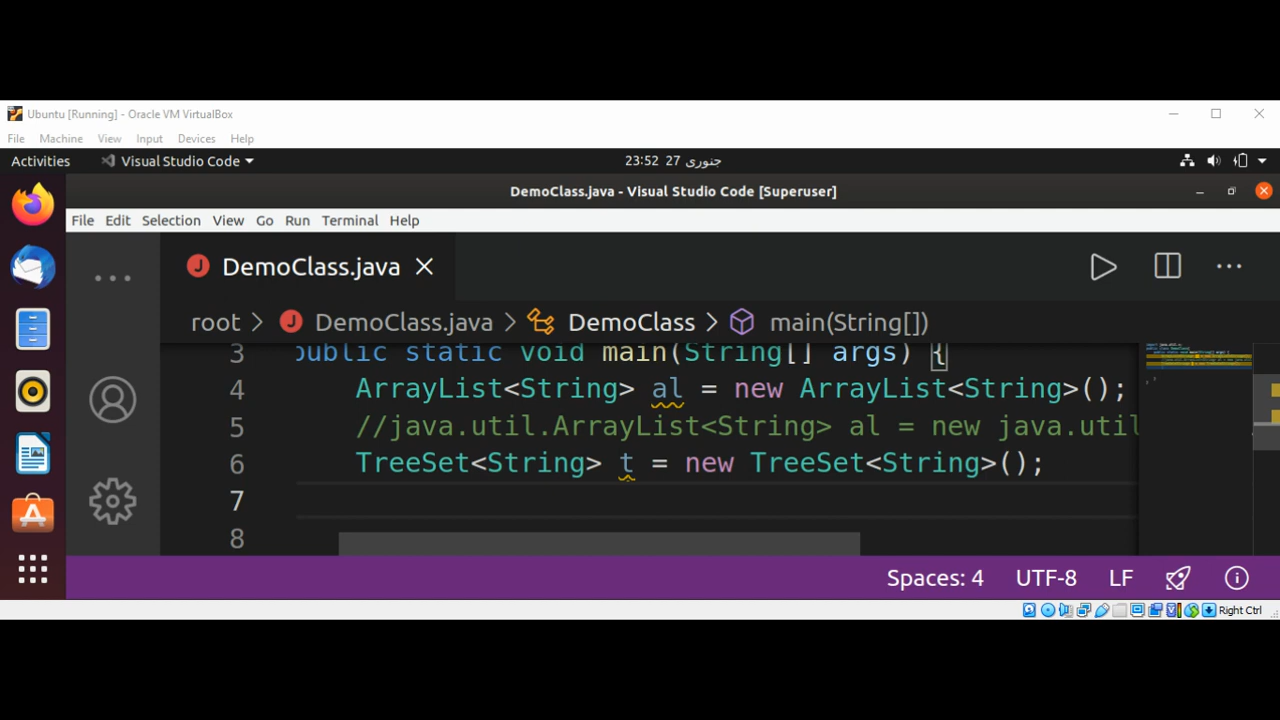 Ubuntu [Running] - Oracle VM VirtualBox
File Machine View Input Devices Help
Activities Visual Studio Code 23:52 27 جنوری
DemoClass.java - Visual Studio Code [Superuser]
File Edit Selection View Go Run Terminal Help
J DemoClass.java
root > J DemoClass.java > DemoClass > main(String[])
3 public static void main(String[] args) {
4 ArrayList<String> al = new ArrayList<String>();
5 //java.util.ArrayList<String> al = new java.util
6 TreeSet<String> t = new TreeSet<String>();
7
8
Spaces: 4 UTF-8 LF
Right Ctrl